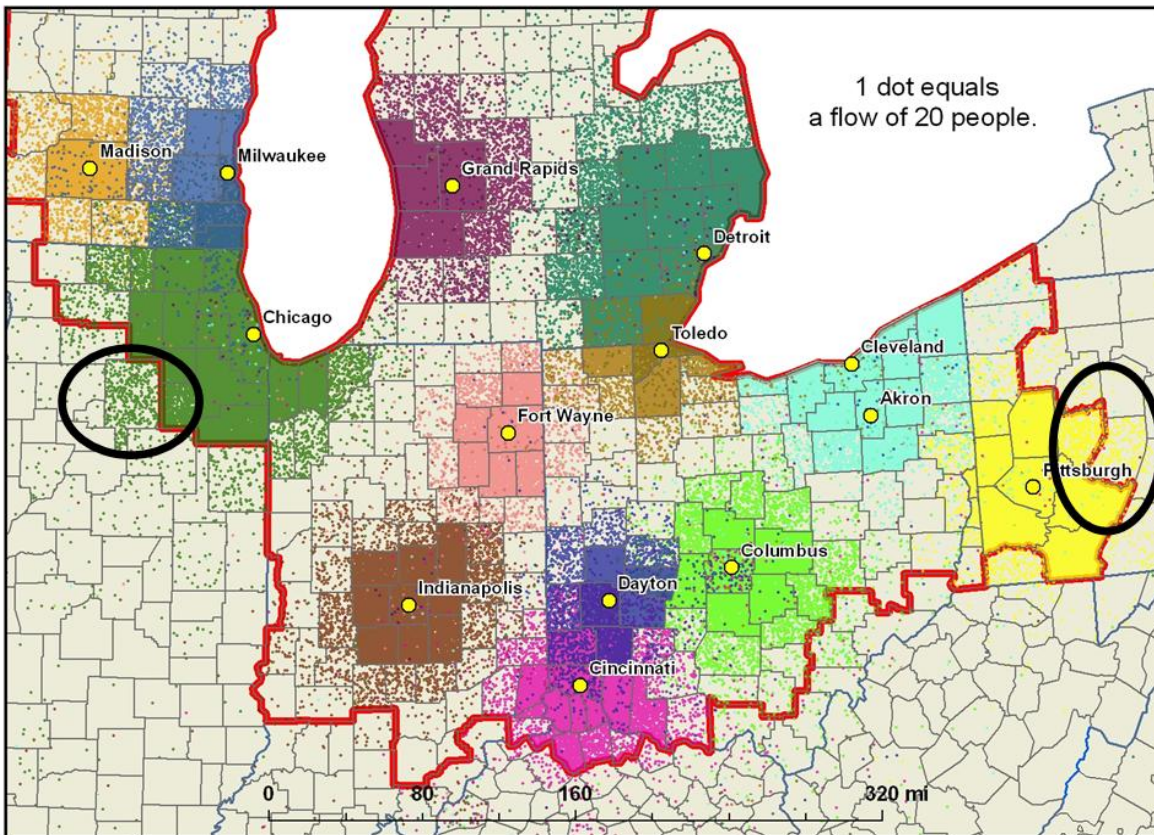 1 dot equals
a flow of 20 people.
Madison
Milwaukee
Grand Rapids
Detroit
Chicago
Toledo
Cleveland
Akron
Fort Wayne
Pittsburgh
Columbus
Dayton
Indianapolis
Cincinnati
0 80 160 320 mi